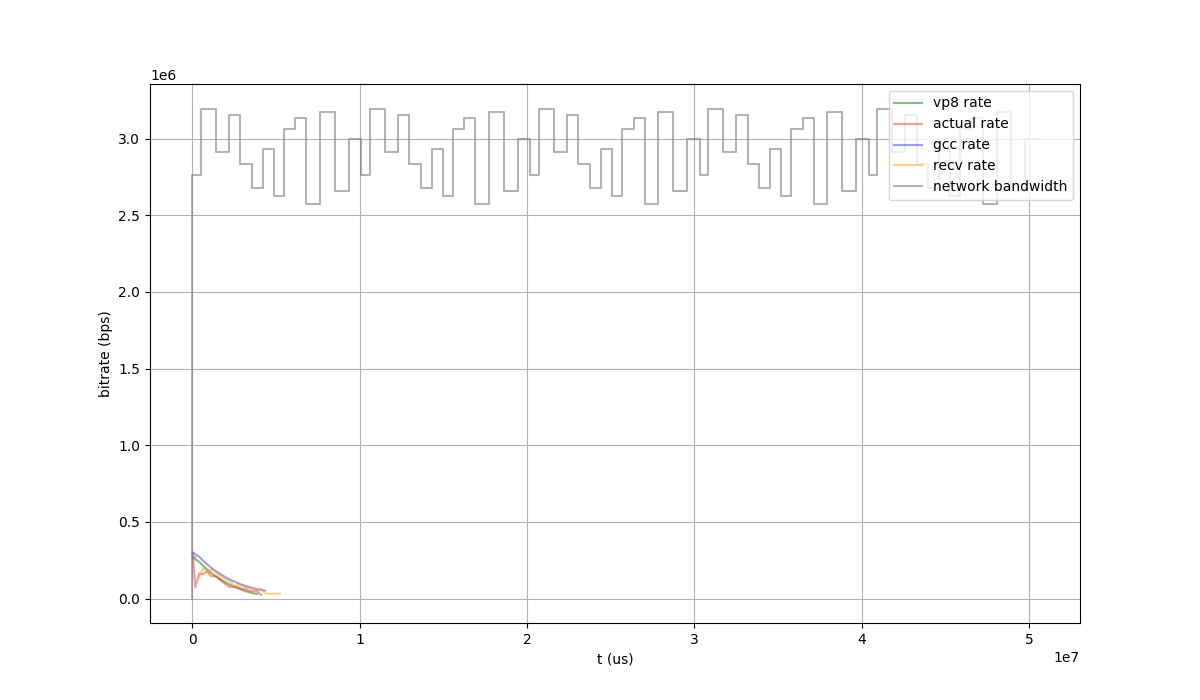 1e6
vp8 rate
actual rate
gcc rate
recv rate
network bandwidth
3.0
2.5
2.0
1.5
1.0
0.5
0.0
bitrate (bps)
0 1 2 3 4 5
t (us)
1e7